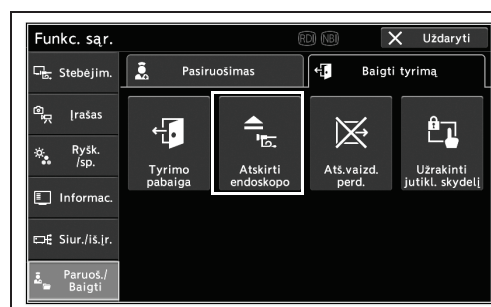 Funkc. sąr.
RDI NBI
Uždaryti
Stebėjim.
Įrašas
Ryšk.
/sp.
Informac.
Siur./iš.įr.
Paruoš./
Baigti
Pasiruošimas
Baigti tyrimą
Tyrimo
pabaiga
Atskirti
endoskopo
Atš.vaizd.
perd.
Užrakinti
jutikl. skydelį